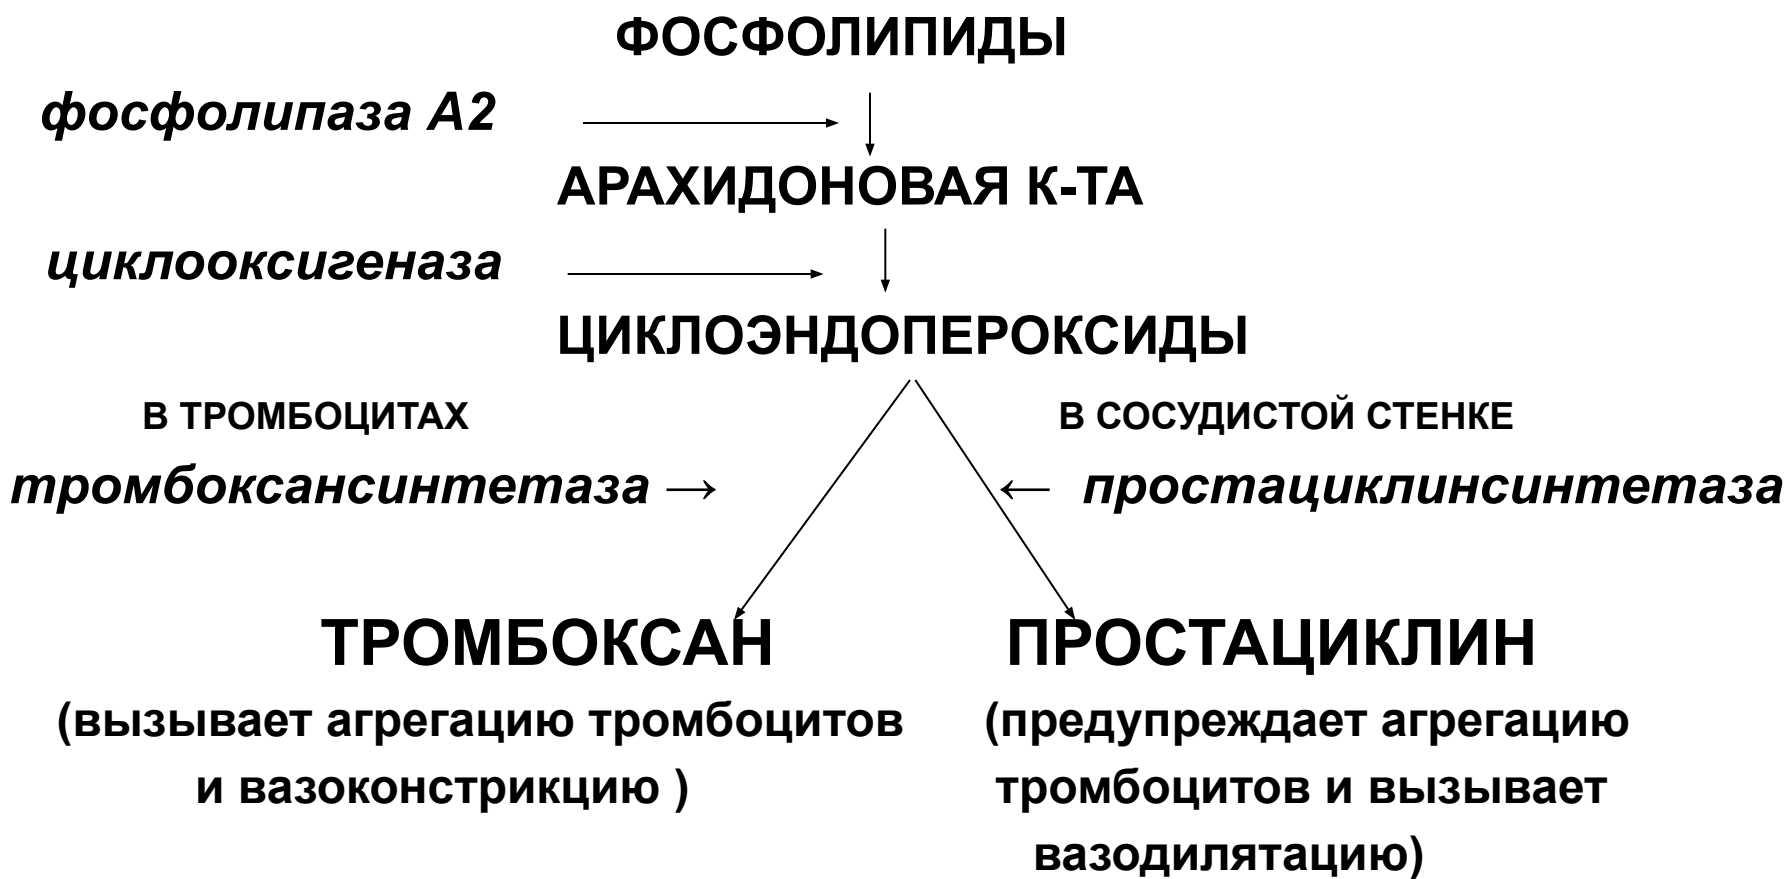 ФОСФОЛИПИДЫ
фосфолипаза А2
АРАХИДОНОВАЯ К-ТА
циклооксигеназа
ЦИКЛОЭНДОПЕРОКСИДЫ
В ТРОМБОЦИТАХ В СОСУДИСТОЙ СТЕНКЕ
тромбоксансинтетаза → ← простациклинсинтетаза
ТРОМБОКСАН ПРОСТАЦИКЛИН
(вызывает агрегацию тромбоцитов (предупреждает агрегацию
и вазоконстрикцию ) тромбоцитов и вызывает
вазодилятацию)